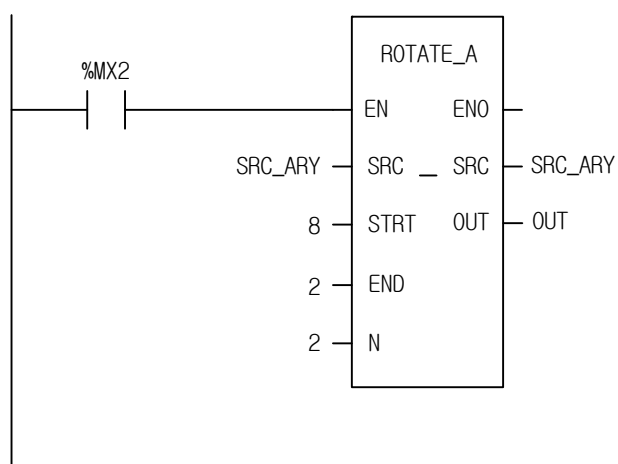 ROTATE_A
%MX2
EN ENO
SRC_ARY SRC _ SRC SRC_ARY
8 STRT OUT OUT
2 END
2 N